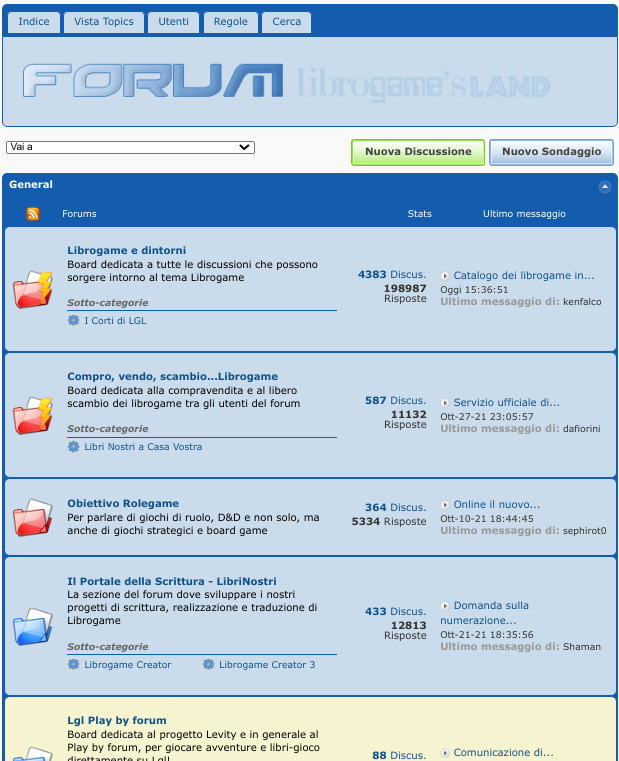 Indice Vista Topics Utenti Regole Cerca
FORUM librogame's LAND
Vai a
Nuova Discussione Nuovo Sondaggio
General
Forums Stats Ultimo messaggio
Librogame e dintorni
Board dedicata a tutte le discussioni che possono
sorgere intorno al tema Librogame
Sotto-categorie
I Corti di LGL
4383 Discus.
198987
Risposte
Catalogo dei librogame in...
Oggi 15:36:51
Ultimo messaggio di: kenfalco
Compro, vendo, scambio...Librogame
Board dedicata alla compravendita e al libero
scambio dei librogame tra gli utenti del forum
Sotto-categorie
Libri Nostri a Casa Vostra
587 Discus.
11132
Risposte
Servizio ufficiale di...
Ott-27-21 23:05:57
Ultimo messaggio di: dafiorini
Obiettivo Rolegame
Per parlare di giochi di ruolo, D&D e non solo, ma
anche di giochi strategici e board game
364 Discus.
5334 Risposte
Online il nuovo...
Ott-10-21 18:44:45
Ultimo messaggio di: sephirot0
Il Portale della Scrittura - LibriNostri
La sezione del forum dove sviluppare i nostri
progetti di scrittura, realizzazione e traduzione di
Librogame
Sotto-categorie
Librogame Creator Librogame Creator 3
433 Discus.
12813
Risposte
Domanda sulla
numerazione...
Ott-21-21 18:35:56
Ultimo messaggio di: Shaman
Lgl Play by forum
Board dedicata al progetto Levity e in generale al
Play by forum, per giocare avventure e libri-gioco
direttamente su Lgl!
88 Discus.
Comunicazione di...